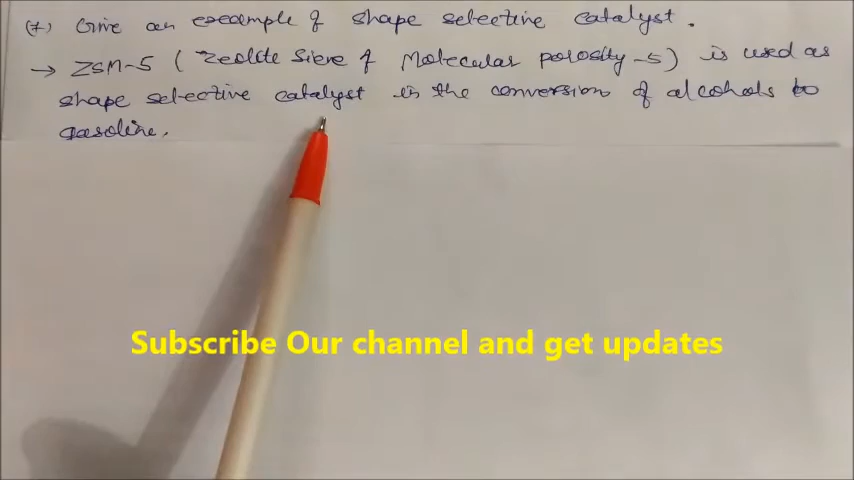 (7) Give an example of shape selective catalyst.
→ ZSM-5 (Zeolite Sieve of Molecular porosity-5) is used as
shape selective catalyst in the conversion of alcohols to
gasoline.
Subscribe Our channel and get updates